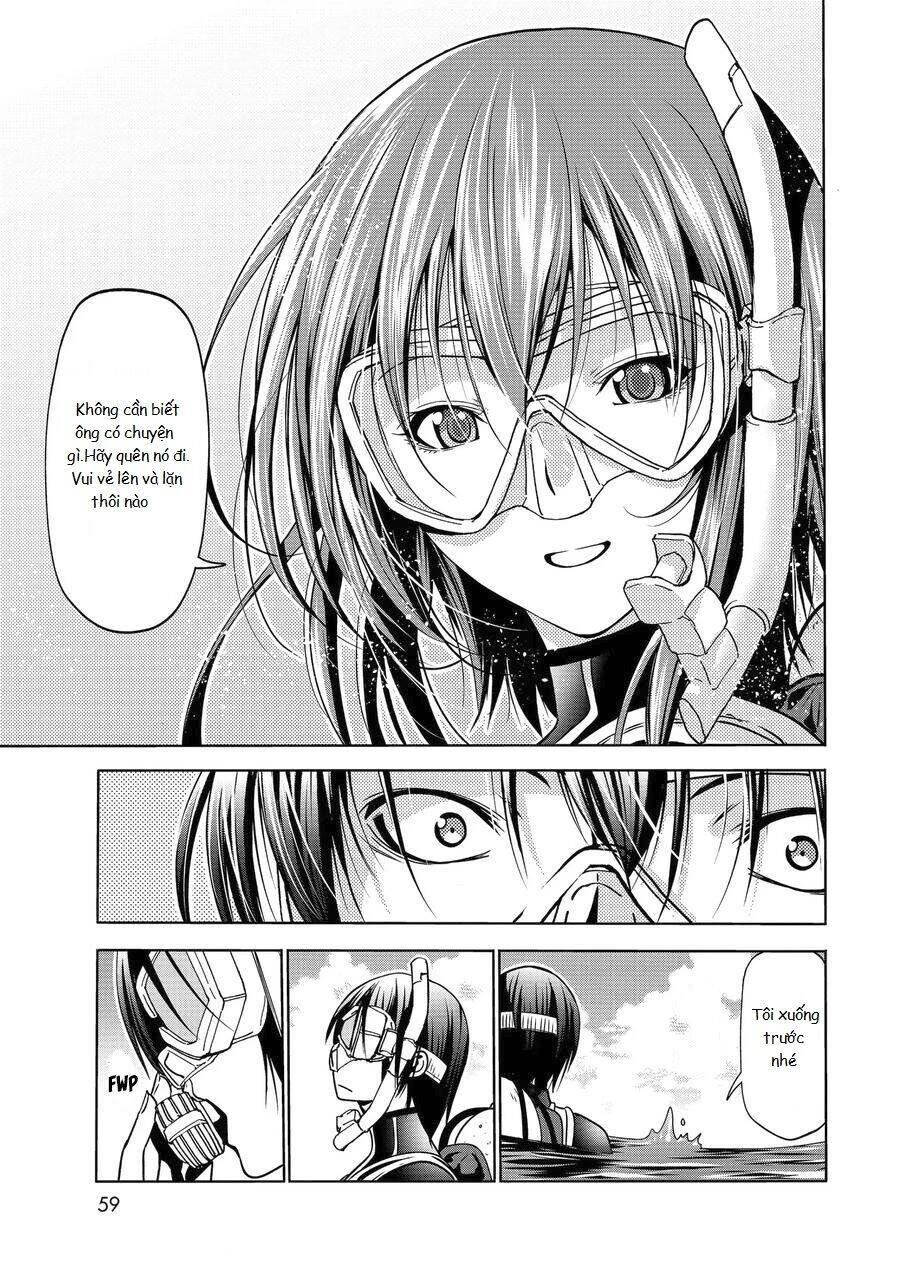 Không cần biết
ông có chuyện
gì.Hãy quên nó đi.
Vui vẻ lên và lặn
thôi nào
Tôi xuống
trước
nhé
FWP
59